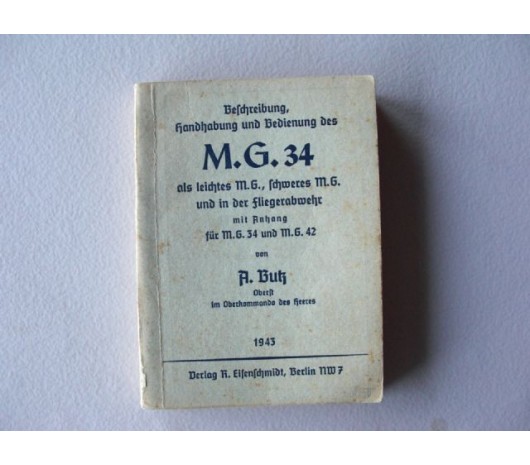 Beschreibung,
Handhabung und Bedienung des
M.G. 34
als leichtes M.G., schweres M.G.
und in der Fliegerabwehr
mit Anhang
für M.G. 34 und M.G. 42
von
A. Butz
Oberst
im Oberkommando des Heeres
1943
Verlag R. Eisenschmidt, Berlin NW 7